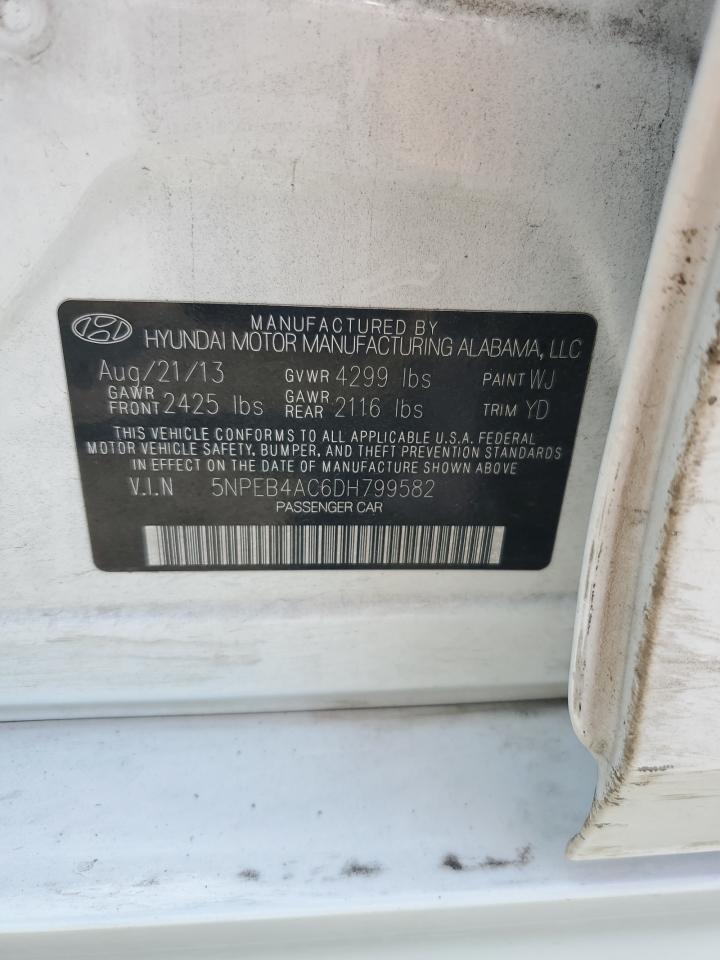 MANUFACTURED BY
HYUNDAI MOTOR MANUFACTURING ALABAMA, LLC
Aug/21/13 GVWR 4299 lbs PAINT WJ
GAWR FRONT 2425 lbs GAWR REAR 2116 lbs TRIM YD
THIS VEHICLE CONFORMS TO ALL APPLICABLE U.S.A. FEDERAL
MOTOR VEHICLE SAFETY, BUMPER, AND THEFT PREVENTION STANDARDS
IN EFFECT ON THE DATE OF MANUFACTURE SHOWN ABOVE
V.I.N 5NPEB4AC6DH799582
PASSENGER CAR